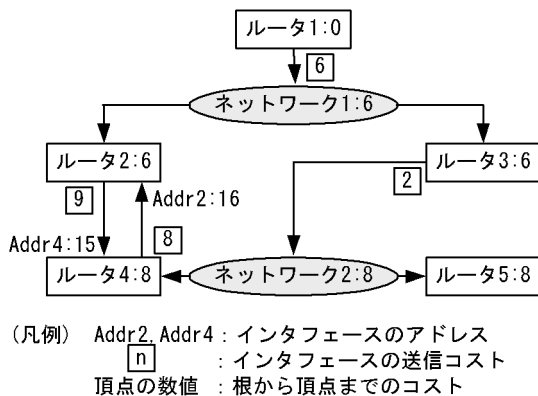 ルータ1:0
6
ネットワーク1:6
ルータ2:6
ルータ3:6
9
Addr2:16
2
Addr4:15
8
ルータ4:8
ネットワーク2:8
ルータ5:8
(凡例) Addr2,Addr4 : インタフェースのアドレス
n : インタフェースの送信コスト
頂点の数値 : 根から頂点までのコスト